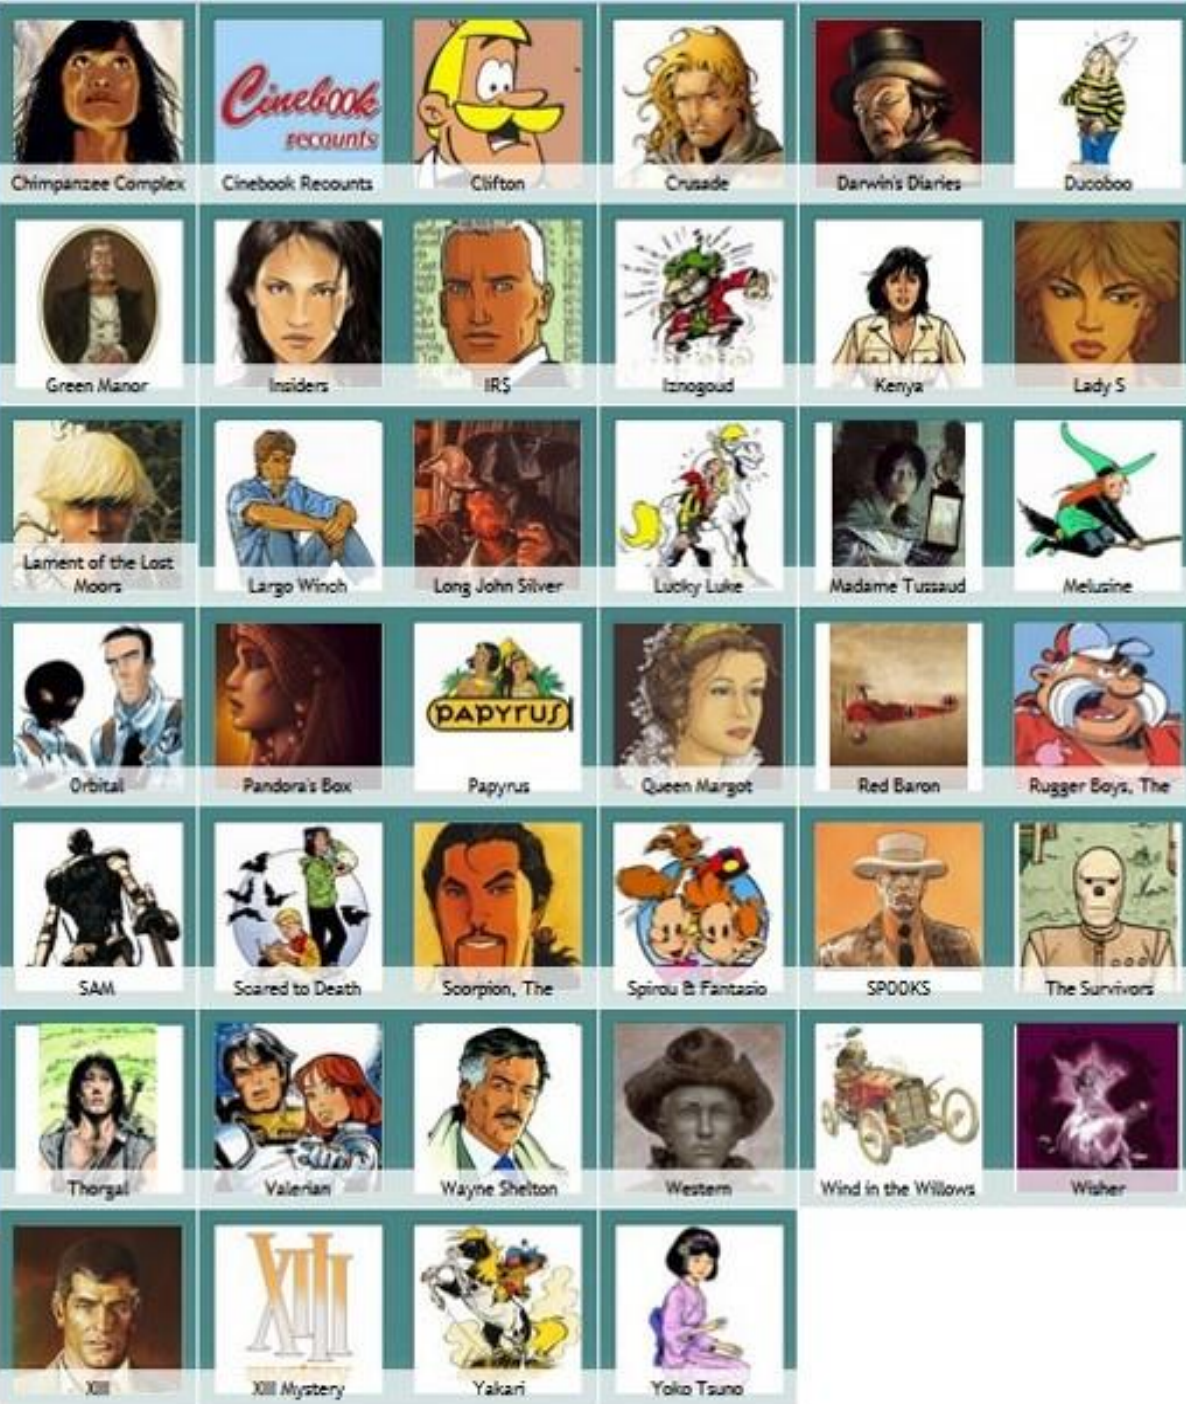 Cinebook
recounts
Chimpanzee Complex
Cinebook Recounts
Clifton
Crusade
Darwin's Diaries
Ducoboo
Green Manor
Insiders
IR$
Iznogoud
Kenya
Lady S
Lament of the Lost
Moors
Largo Winch
Long John Silver
Lucky Luke
Madame Tussaud
Melusine
PAPYRUS
Orbital
Pandora's Box
Papyrus
Queen Margot
Red Baron
Rugger Boys, The
SAM
Scared to Death
Scorpion, The
Spirou & Fantasio
SPOOKS
The Survivors
Thorgal
Valerian
Wayne Shelton
Western
Wind in the Willows
Wisher
XIII
XIII
XIII Mystery
Yakari
Yoko Tsuno